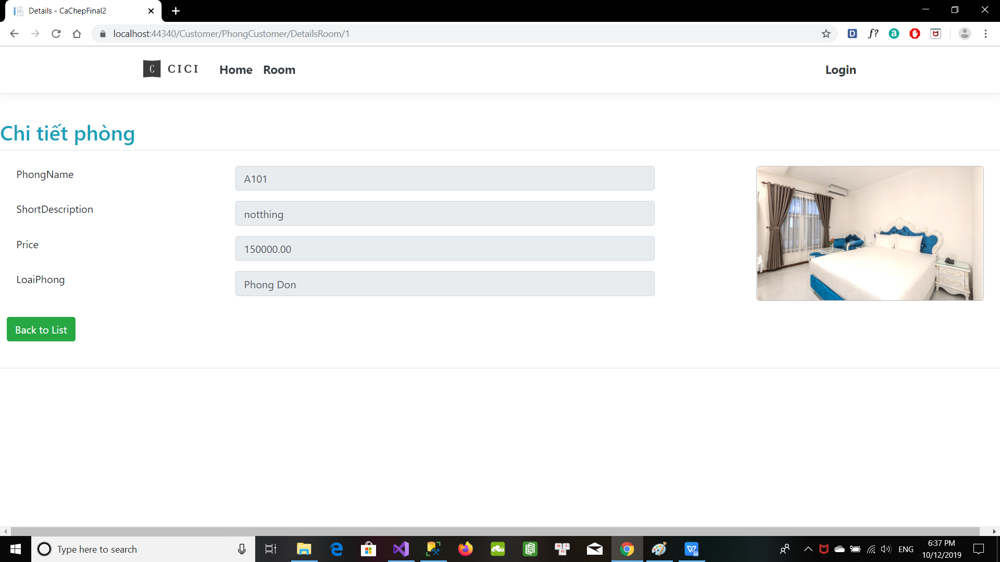 Details - CaChepFinal2
localhost:44340/Customer/PhongCustomer/DetailsRoom/1
D f? a
C CICI Home Room Login
Chi tiết phòng
PhongName A101
ShortDescription notthing
Price 150000.00
LoaiPhong Phong Don
Back to List
Type here to search
ENG
6:37 PM
10/12/2019